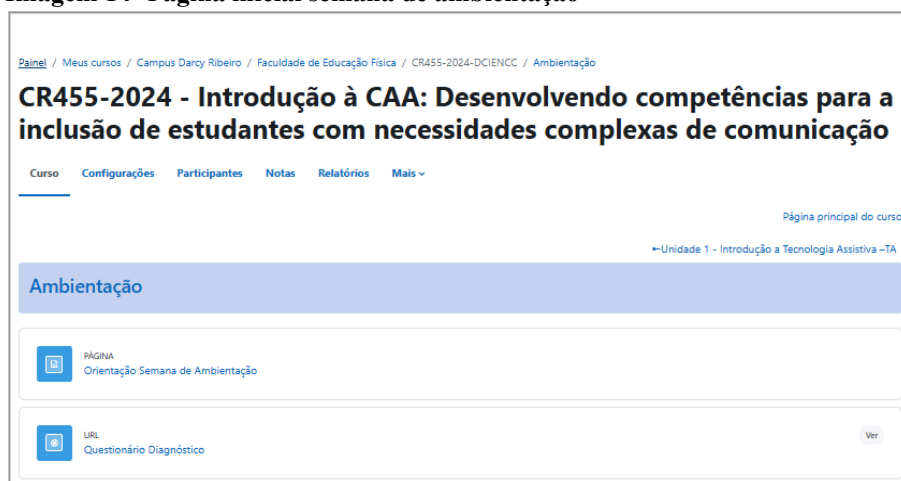 Página inicial semana de ambientação
Painel / Meus cursos / Campus Darcy Ribeiro / Faculdade de Educação Física / CR455-2024-DCIENCC / Ambientação
CR455-2024 - Introdução à CAA: Desenvolvendo competências para a
inclusão de estudantes com necessidades complexas de comunicação
Curso Configurações Participantes Notas Relatórios Mais
Página principal do curso
←Unidade 1 - Introdução a Tecnologia Assistiva –TA
Ambientação
PÁGINA
Orientação Semana de Ambientação
URL
Questionário Diagnóstico
Ver